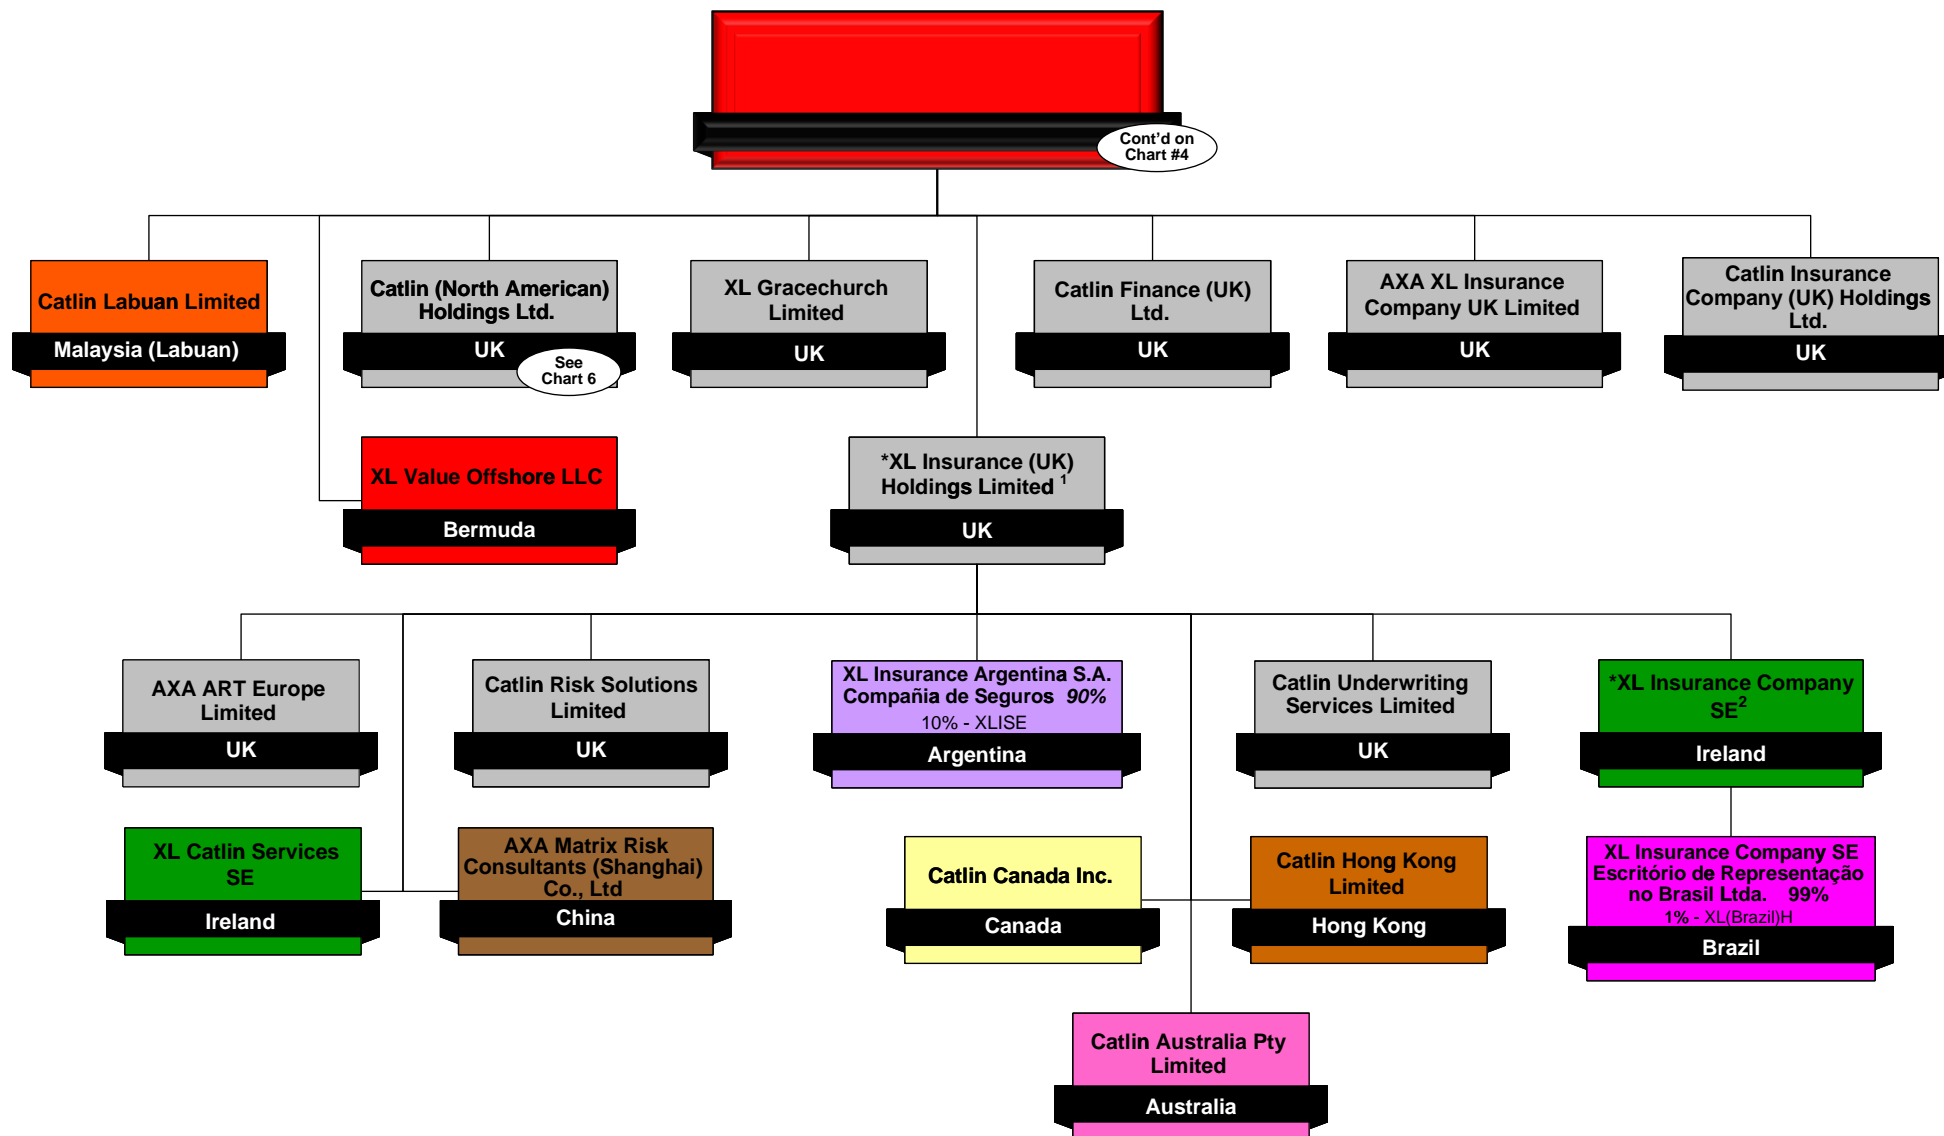 Cont’d on
Chart #4
Catlin Labuan Limited
Malaysia (Labuan)
Catlin (North American)
Holdings Ltd.
UK
See
Chart 6
XL Gracechurch
Limited
UK
Catlin Finance (UK)
Ltd.
UK
AXA XL Insurance
Company UK Limited
UK
Catlin Insurance
Company (UK) Holdings
Ltd.
UK
XL Value Offshore LLC
Bermuda
*XL Insurance (UK)
Holdings Limited 1
UK
AXA ART Europe
Limited
UK
Catlin Risk Solutions
Limited
UK
XL Insurance Argentina S.A.
Compañia de Seguros 90%
10% - XLISE
Argentina
Catlin Underwriting
Services Limited
UK
*XL Insurance Company
SE2
Ireland
XL Catlin Services
SE
Ireland
AXA Matrix Risk
Consultants (Shanghai)
Co., Ltd
China
Catlin Canada Inc.
Canada
Catlin Hong Kong
Limited
Hong Kong
XL Insurance Company SE
Escritório de Representação
no Brasil Ltda. 99%
1% - XL(Brazil)H
Brazil
Catlin Australia Pty
Limited
Australia